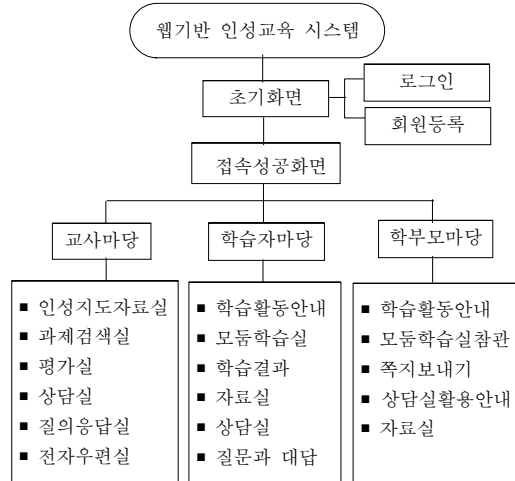 웹기반 인성교육 시스템
초기화면
로그인
회원등록
접속성공화면
교사마당
■ 인성지도자료실
■ 과제검색실
■ 평가실
■ 상담실
■ 질의응답실
■ 전자우편실
학습자마당
■ 학습활동안내
■ 모둠학습실
■ 학습결과
■ 자료실
■ 상담실
■ 질문과 대답
학부모마당
■ 학습활동안내
■ 모둠학습실참관
■ 쪽지보내기
■ 상담실활용안내
■ 자료실